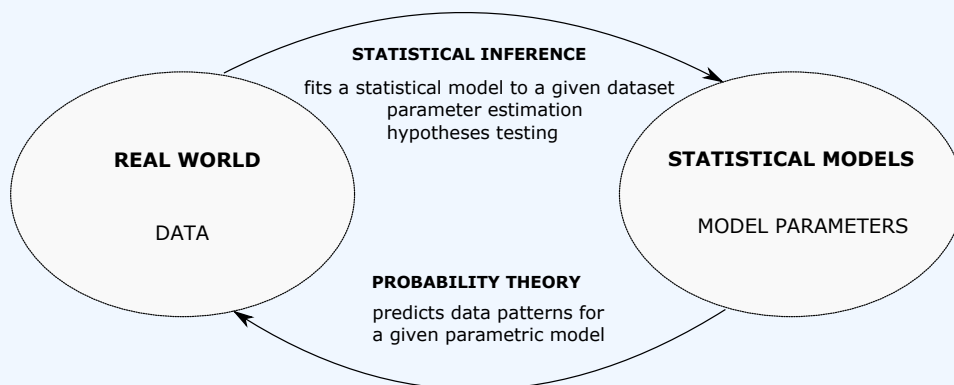 STATISTICAL INFERENCE
fits a statistical model to a given dataset
parameter estimation
hypotheses testing
REAL WORLD
DATA
STATISTICAL MODELS
MODEL PARAMETERS
PROBABILITY THEORY
predicts data patterns for
a given parametric model